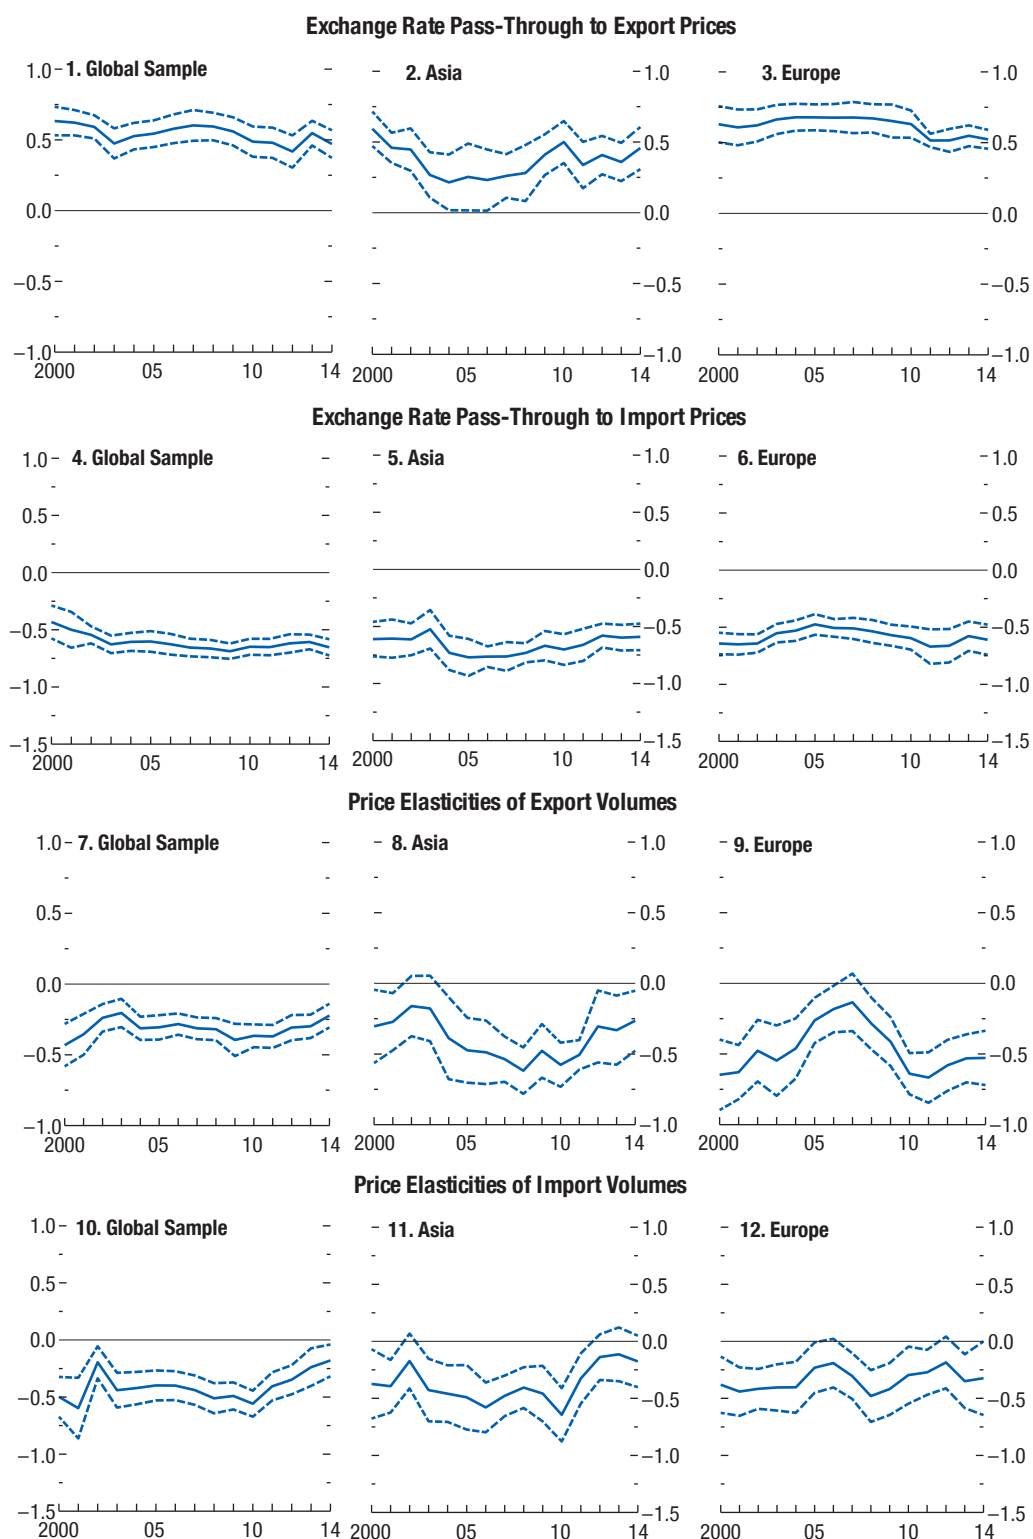 Exchange Rate Pass-Through to Export Prices
1. Global Sample
2. Asia
3. Europe
1.0
0.5
0.0
–0.5
–1.0
1.0
0.5
0.0
–0.5
–1.0
1.0
0.5
0.0
–0.5
–1.0
2000 05 10 14
2000 05 10 14
2000 05 10 14
Exchange Rate Pass-Through to Import Prices
4. Global Sample
5. Asia
6. Europe
1.0
0.5
0.0
–0.5
–1.0
–1.5
1.0
0.5
0.0
–0.5
–1.0
–1.5
1.0
0.5
0.0
–0.5
–1.0
–1.5
2000 05 10 14
2000 05 10 14
2000 05 10 14
Price Elasticities of Export Volumes
7. Global Sample
8. Asia
9. Europe
1.0
0.5
0.0
–0.5
–1.0
1.0
0.5
0.0
–0.5
–1.0
1.0
0.5
0.0
–0.5
–1.0
2000 05 10 14
2000 05 10 14
2000 05 10 14
Price Elasticities of Import Volumes
10. Global Sample
11. Asia
12. Europe
1.0
0.5
0.0
–0.5
–1.0
–1.5
1.0
0.5
0.0
–0.5
–1.0
–1.5
1.0
0.5
0.0
–0.5
–1.0
–1.5
2000 05 10 14
2000 05 10 14
2000 05 10 14